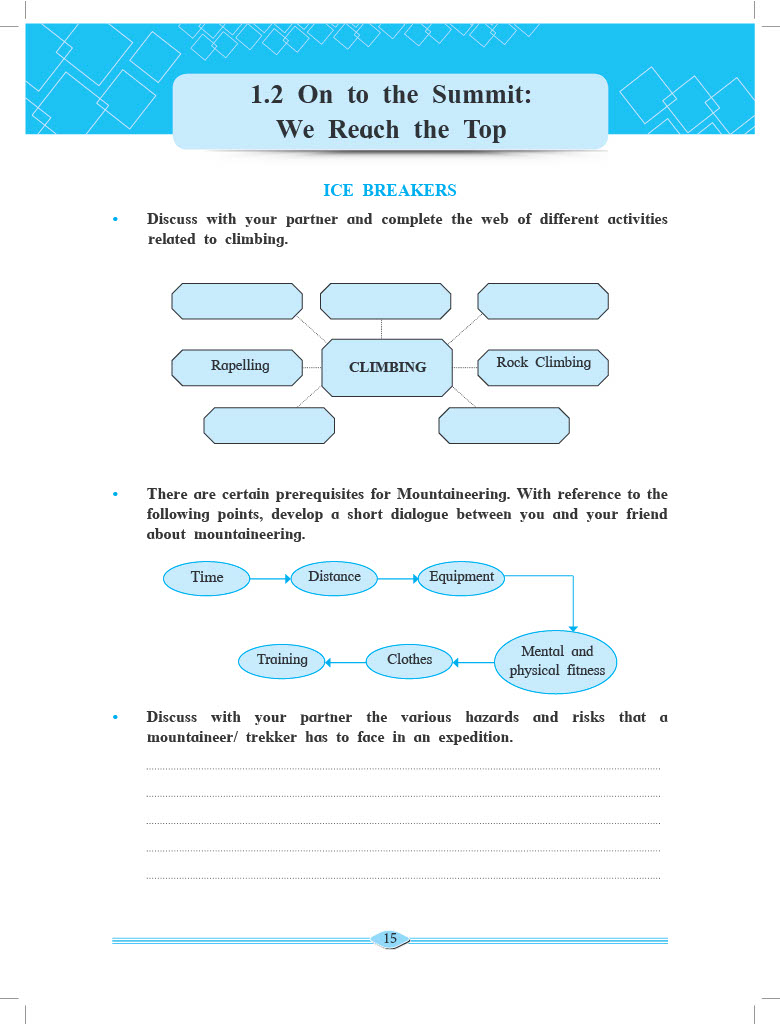 1.2 On to the Summit:
We Reach the Top
ICE BREAKERS
• Discuss with your partner and complete the web of different activities
related to climbing.
Rapelling
CLIMBING
Rock Climbing
• There are certain prerequisites for Mountaineering. With reference to the
following points, develop a short dialogue between you and your friend
about mountaineering.
Time
Distance
Equipment
Mental and
physical fitness
Clothes
Training
• Discuss with your partner the various hazards and risks that a
mountaineer/ trekker has to face in an expedition.
15